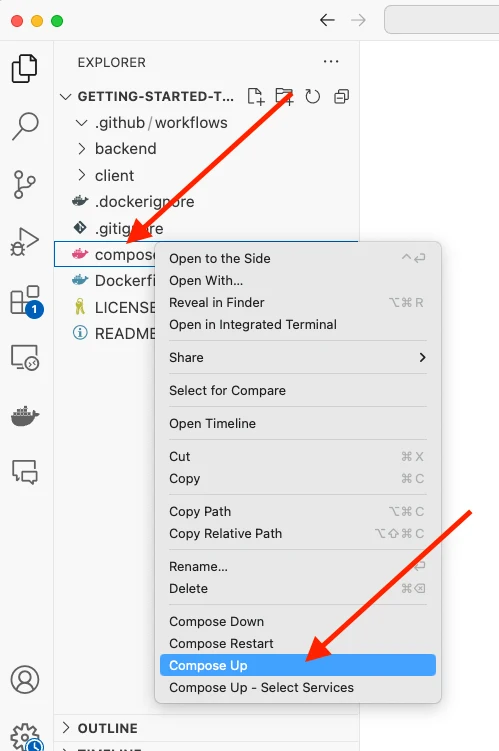 EXPLORER ···
GETTING-STARTED-T...
.github/workflows
backend
client
.dockerignore
.gitignore
compose
Dockerfi
LICENSE
README
1
Open to the Side ^⏎
Open With...
Reveal in Finder ⌥⌘R
Open in Integrated Terminal
Share
Select for Compare
Open Timeline
Cut ⌘X
Copy ⌘C
Copy Path ⌥⌘C
Copy Relative Path ⌥⇧⌘C
Rename... ⏎
Delete ⌘⌫
Compose Down
Compose Restart
Compose Up
Compose Up - Select Services
OUTLINE
TIMELINE